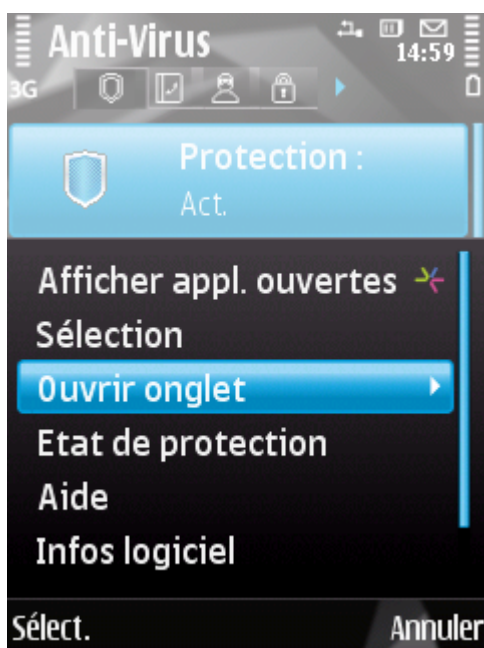 Anti-Virus
14:59
3G
Protection :
Act.
Afficher appl. ouvertes
Sélection
Ouvrir onglet
Etat de protection
Aide
Infos logiciel
Sélect. Annuler